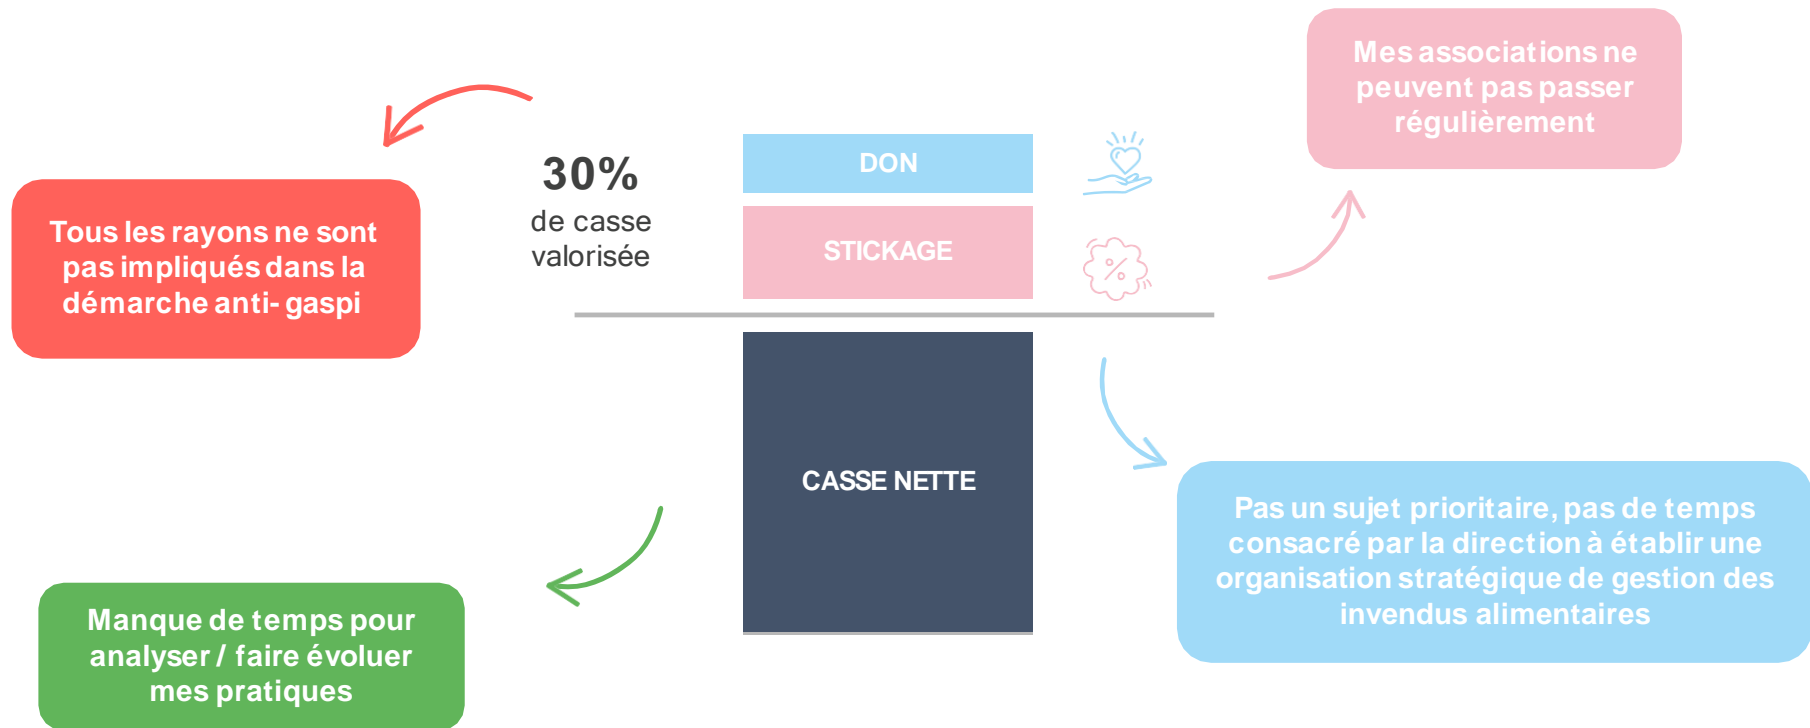 Mes associations ne
peuvent pas passer
régulièrement
30%
de casse
valorisée
DON
STICKAGE
%
Tous les rayons ne sont
pas impliqués dans la
démarche anti- gaspi
CASSE NETTE
Pas un sujet prioritaire, pas de temps
consacré par la direction à établir une
organisation stratégique de gestion des
invendus alimentaires
Manque de temps pour
analyser / faire évoluer
mes pratiques